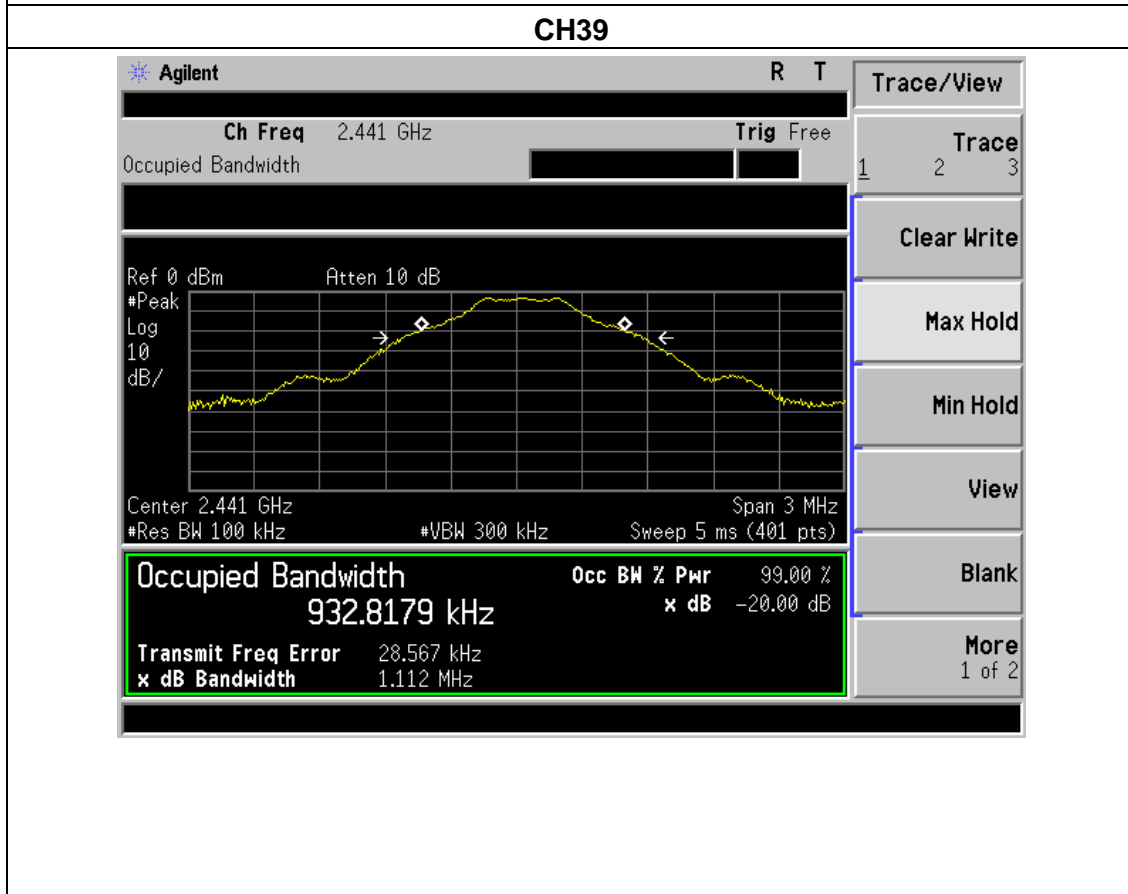 CH39
Agilent R T
Trace/View
Ch Freq 2.441 GHz Trig Free
Occupied Bandwidth
Trace
1 2 3
Clear Write
Ref 0 dBm Atten 10 dB
#Peak
Log
10
dB/
Max Hold
Min Hold
View
Center 2.441 GHz Span 3 MHz
#Res BW 100 kHz #VBW 300 kHz Sweep 5 ms (401 pts)
Occupied Bandwidth
932.8179 kHz
Occ BW % Pwr 99.00 %
x dB -20.00 dB
Blank
Transmit Freq Error 28.567 kHz
x dB Bandwidth 1.112 MHz
More
1 of 2